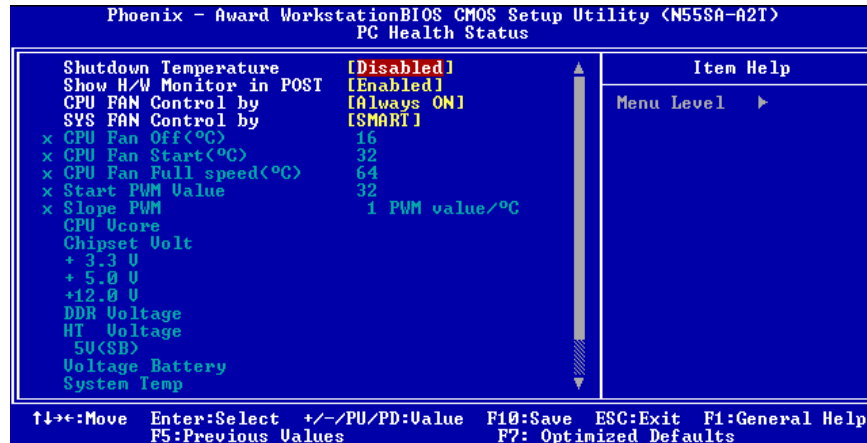 Phoenix - Award WorkstationBIOS CMOS Setup Utility (N55SA-A2T)
PC Health Status
Shutdown Temperature [Disabled]
Show H/W Monitor in POST [Enabled]
CPU FAN Control by [Always ON]
SYS FAN Control by [SMART]
x CPU Fan Off(ºC) 16
x CPU Fan Start(ºC) 32
x CPU Fan Full speed(ºC) 64
x Start PWM Value 32
x Slope PWM 1 PWM value/ºC
CPU Vcore
Chipset Volt
+ 3.3 V
+ 5.0 V
+12.0 V
DDR Voltage
HT Voltage
5V(SB)
Voltage Battery
System Temp
Item Help
Menu Level ▶
↑↓→←:Move Enter:Select +/-/PU/PD:Value F10:Save ESC:Exit F1:General Help
F5:Previous Values F7: Optimized Defaults